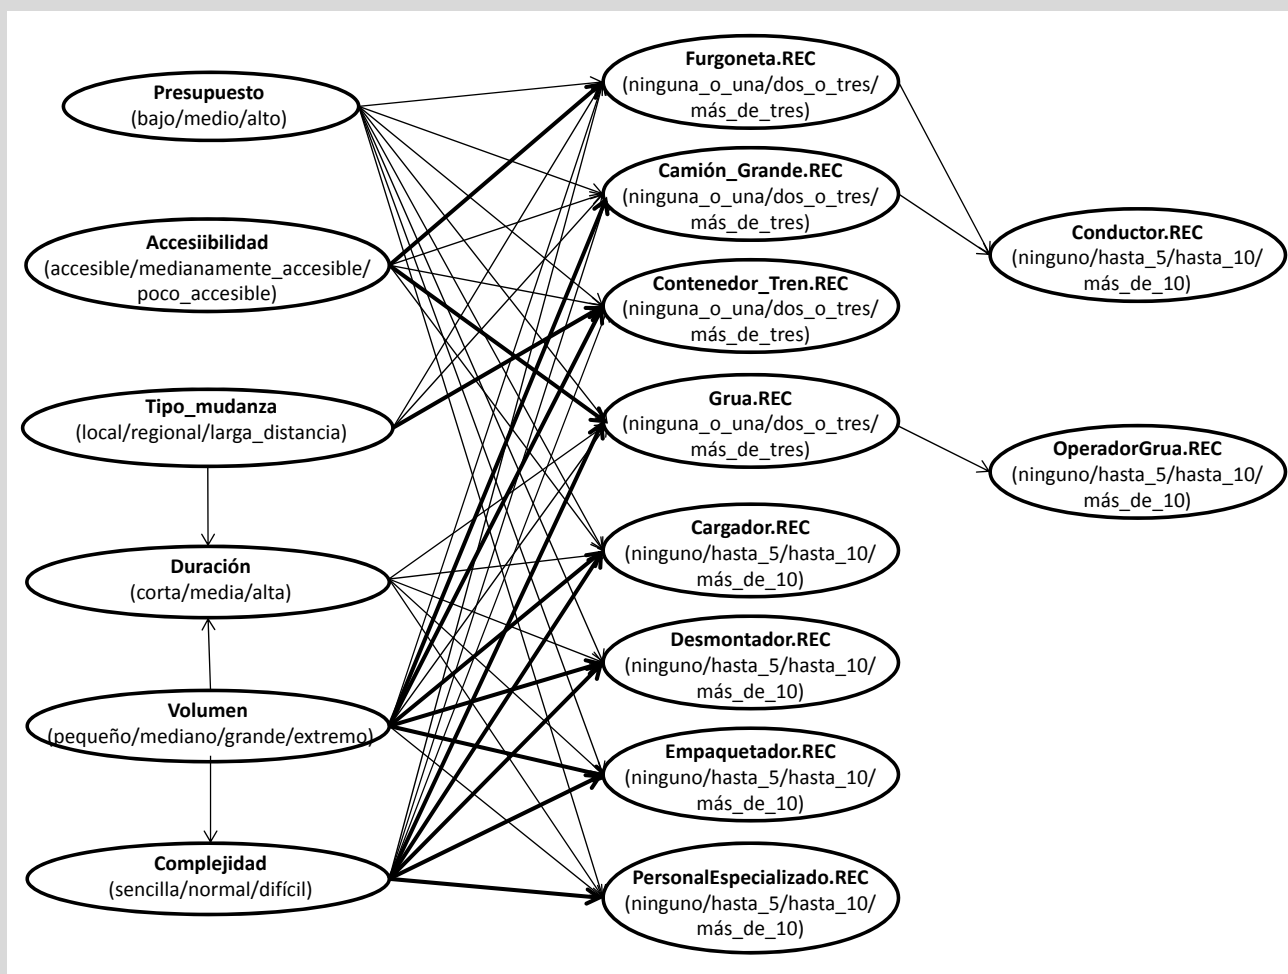 Presupuesto
(bajo/medio/alto)
Accesiibilidad
(accesible/medianamente_accesible/
poco_accesible)
Tipo_mudanza
(local/regional/larga_distancia)
Duración
(corta/media/alta)
Volumen
(pequeño/mediano/grande/extremo)
Complejidad
(sencilla/normal/difícil)
Furgoneta.REC
(ninguna_o_una/dos_o_tres/
más_de_tres)
Camión_Grande.REC
(ninguna_o_una/dos_o_tres/
más_de_tres)
Contenedor_Tren.REC
(ninguna_o_una/dos_o_tres/
más_de_tres)
Grua.REC
(ninguna_o_una/dos_o_tres/
más_de_tres)
Cargador.REC
(ninguno/hasta_5/hasta_10/
más_de_10)
Desmontador.REC
(ninguno/hasta_5/hasta_10/
más_de_10)
Empaquetador.REC
(ninguno/hasta_5/hasta_10/
más_de_10)
PersonalEspecializado.REC
(ninguno/hasta_5/hasta_10/
más_de_10)
Conductor.REC
(ninguno/hasta_5/hasta_10/
más_de_10)
OperadorGrua.REC
(ninguno/hasta_5/hasta_10/
más_de_10)